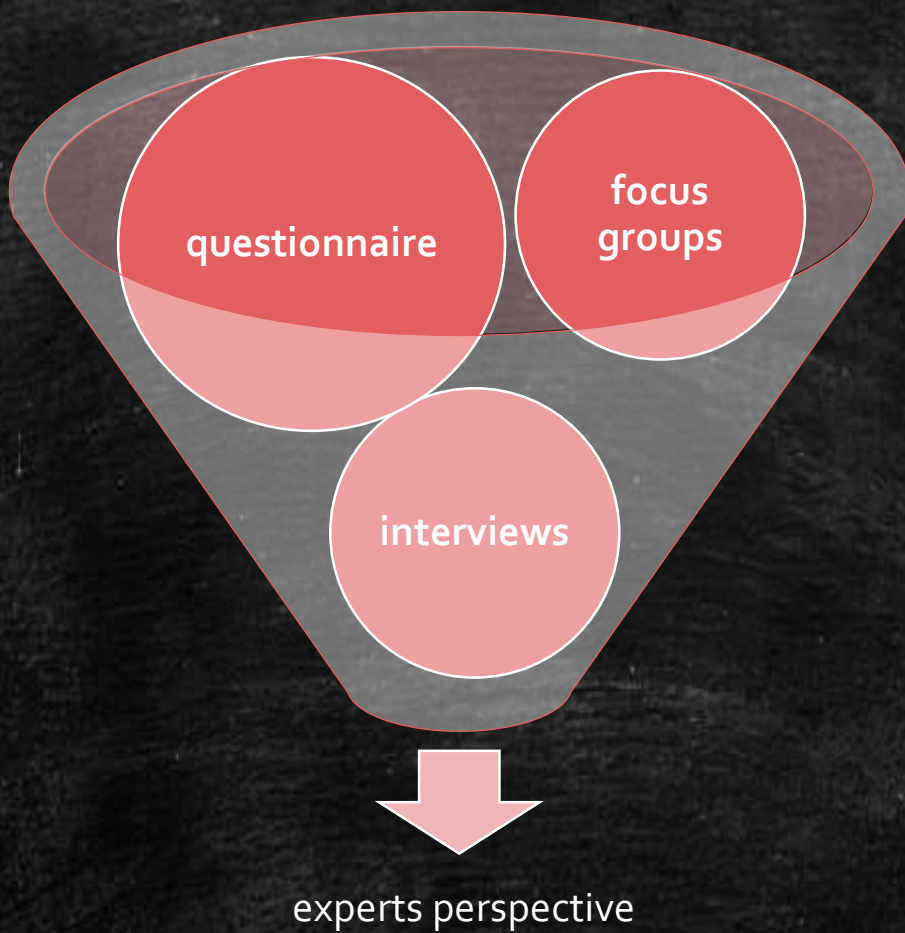 questionnaire
focus
groups
interviews
experts perspective